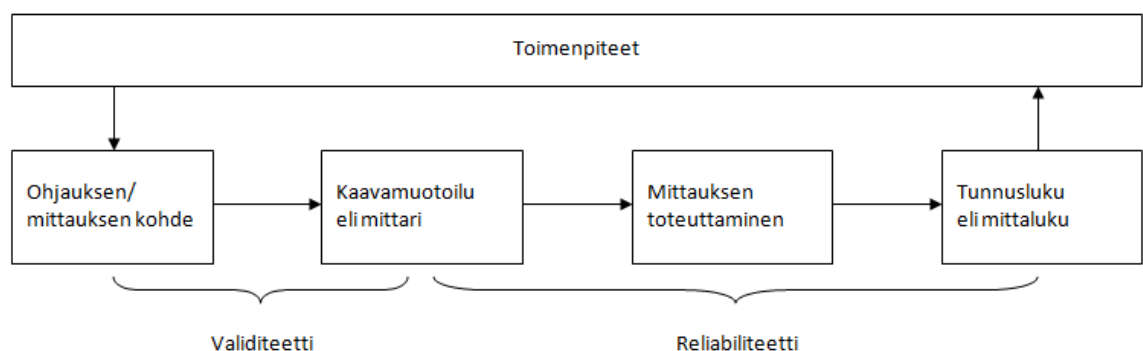 Toimenpiteet
Ohjauksen/
mittauksen kohde
Kaavamuotoilu
eli mittari
Mittauksen
toteuttaminen
Tunnusluku
eli mittaluku
Validiteetti
Reliabiliteetti